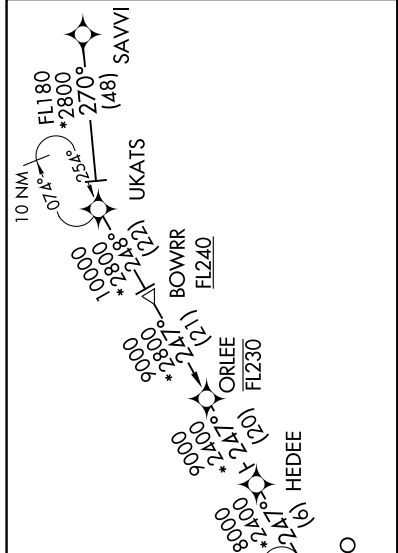 SAVVI
FL180
*2800
270°
(48)
10 NM
074°
254°
UKATS
10000
*2800
248°
(22)
BOWRR
FL240
9000
*2800
247°
(21)
ORLEE
FL230
9000
*2400
247°
(20)
HEDEE
8000
*2400
247°
(6)
O